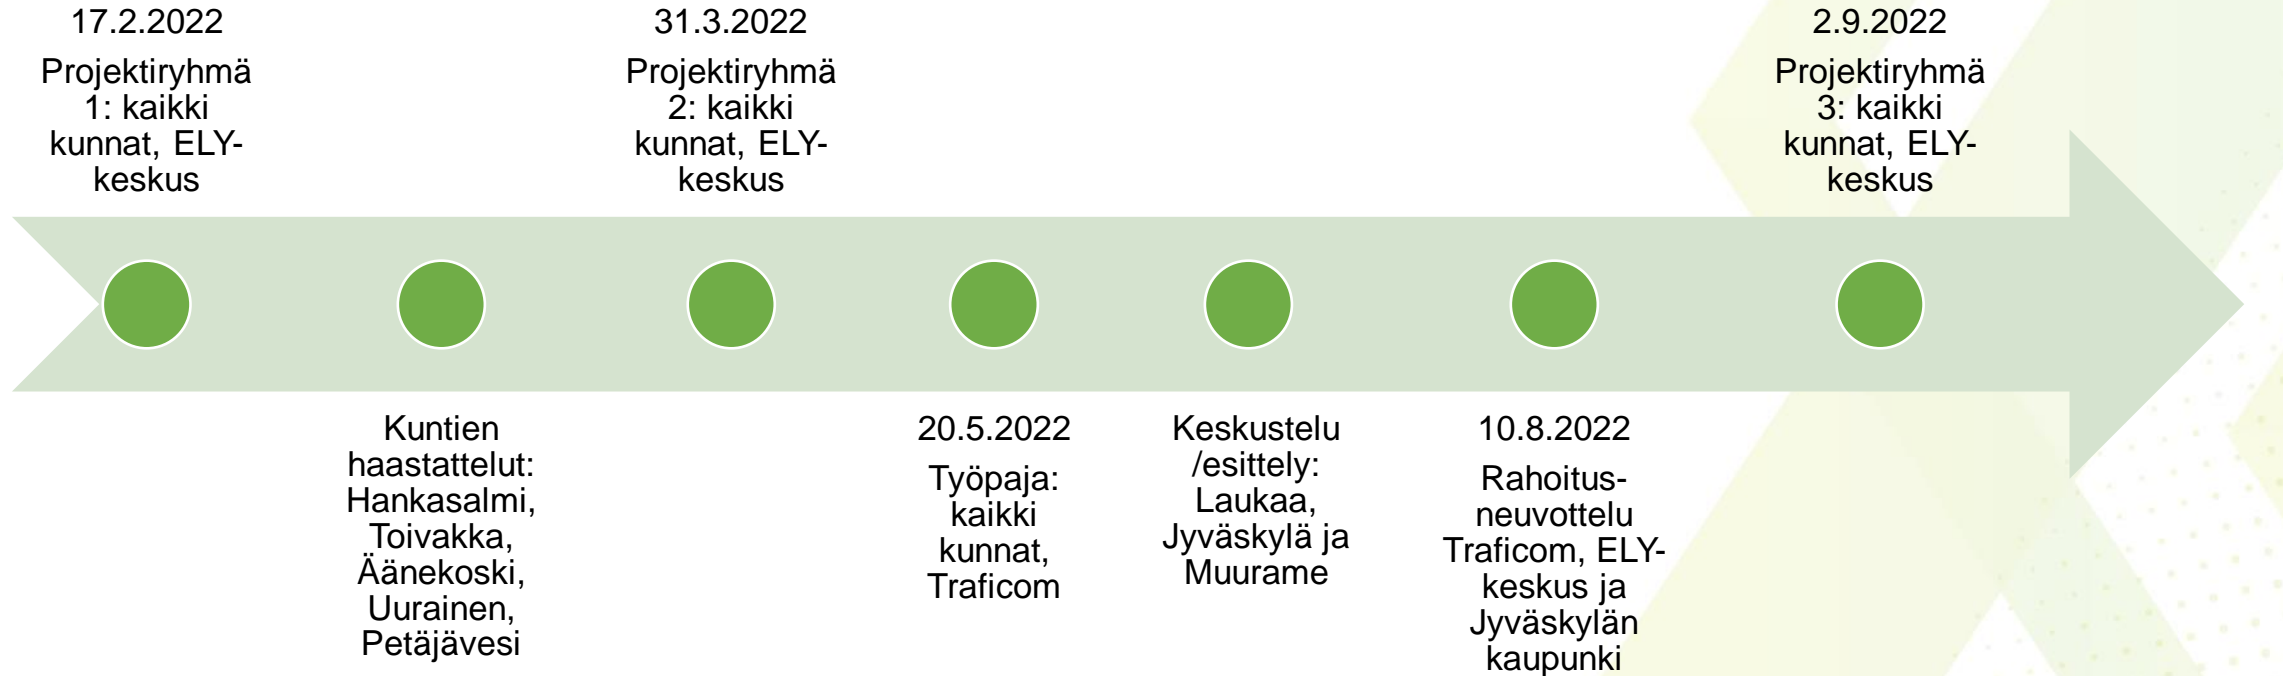 17.2.2022
Projektiryhmä
1: kaikki
kunnat, ELY-
keskus
Kuntien
haastattelut:
Hankasalmi,
Toivakka,
Äänekoski,
Uurainen,
Petäjävesi
31.3.2022
Projektiryhmä
2: kaikki
kunnat, ELY-
keskus
20.5.2022
Työpaja:
kaikki
kunnat,
Traficom
Keskustelu
/esittely:
Laukaa,
Jyväskylä ja
Muurame
10.8.2022
Rahoitus-
neuvottelu
Traficom, ELY-
keskus ja
Jyväskylän
kaupunki
2.9.2022
Projektiryhmä
3: kaikki
kunnat, ELY-
keskus